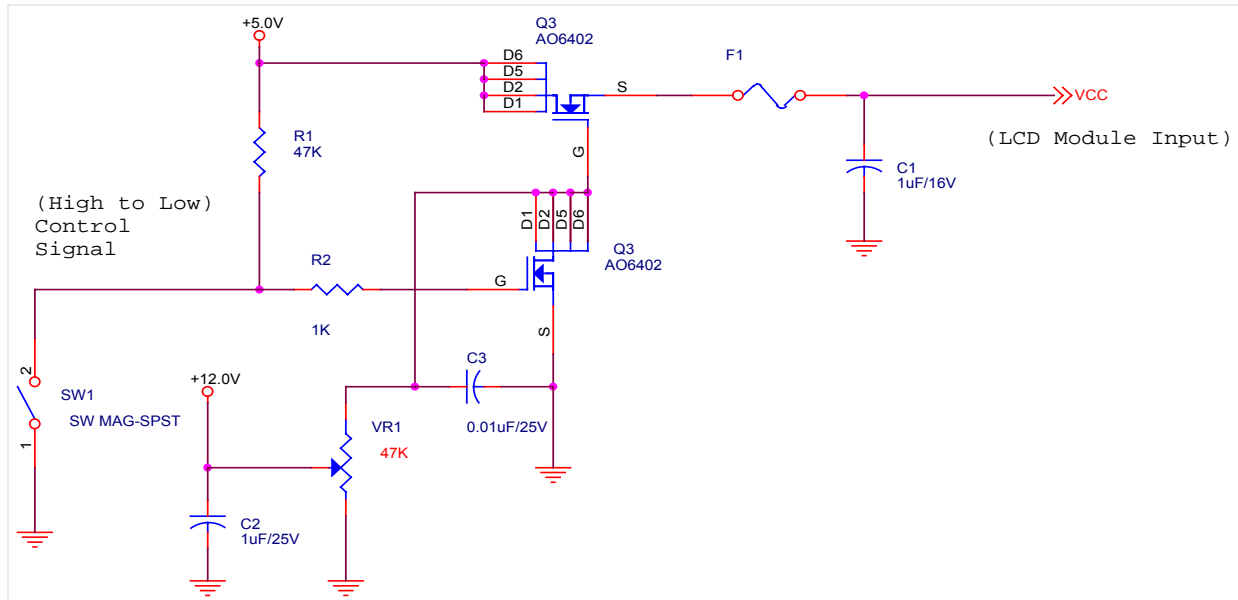 +5.0V
Q3
AO6402
F1
D6
D5
D2
D1
S
VCC
(LCD Module Input)
R1
47K
G
C1
1uF/16V
(High to Low)
Control
Signal
D1
D2
D5
D6
Q3
AO6402
R2
G
1K
S
C3
2
+12.0V
SW1
SW MAG-SPST
VR1
0.01uF/25V
47K
1
C2
1uF/25V